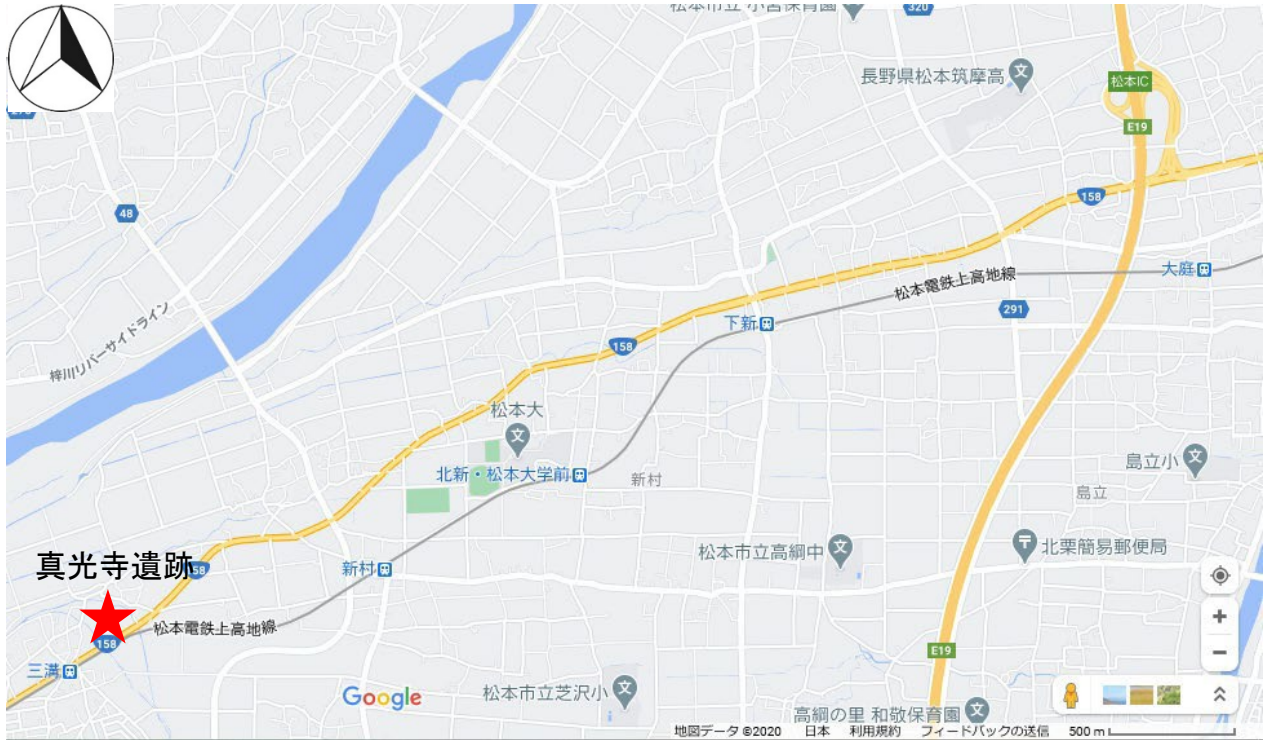 松本市立 小宮保育園
320
長野県松本筑摩高
松本IC
E19
158
48
大庭
松本電鉄上高地線
291
下新
梓川リバーサイドライン
158
松本大
北新・松本大学前
新村
島立小
島立
松本市立高綱中
北栗簡易郵便局
真光寺遺跡
58
新村
松本電鉄上高地線
158
三溝
E19
松本市立芝沢小
高綱の里 和敬保育園
Google
地図データ ©2020 日本 利用規約 フィードバックの送信 500 m